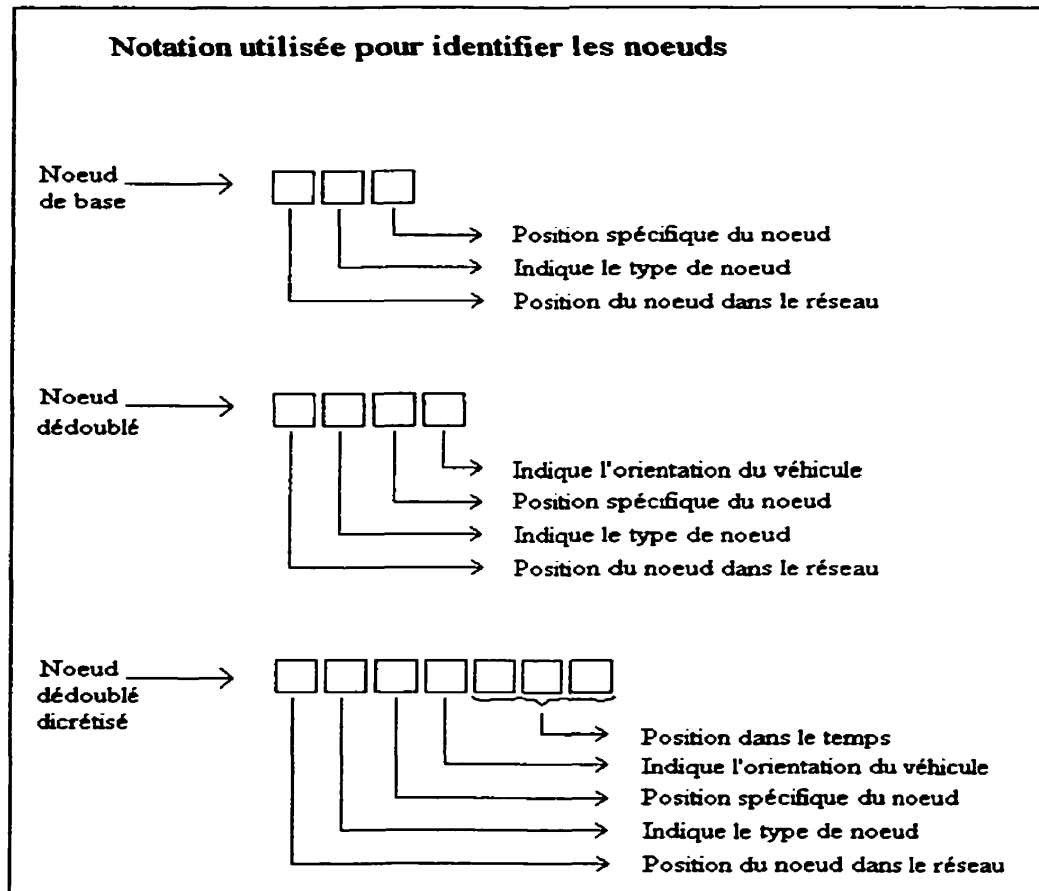 Notation utilisée pour identifier les noeuds
Noeud
de base
Position spécifique du noeud
Indique le type de noeud
Position du noeud dans le réseau
Noeud
dédoublé
Indique l'orientation du véhicule
Position spécifique du noeud
Indique le type de noeud
Position du noeud dans le réseau
Noeud
dédoublé
dicrétisé
Position dans le temps
Indique l'orientation du véhicule
Position spécifique du noeud
Indique le type de noeud
Position du noeud dans le réseau